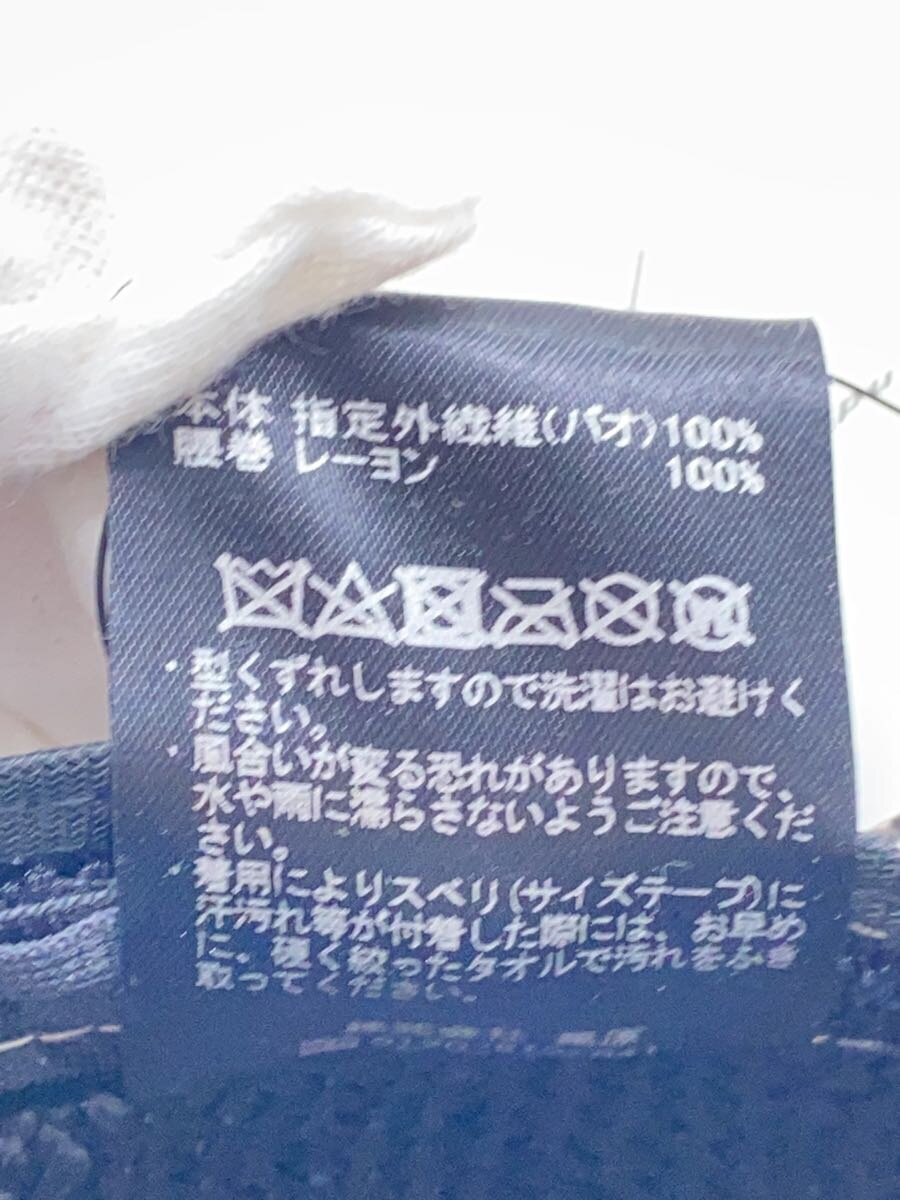 本体 指定外繊維(バオ)100%
腰巻 レーヨン 100%
・型くずれしますので洗濯はお避けく
ださい。
・風合いが変る恐れがありますので、
水や雨に濡らさないようご注意くだ
さい。
着用によりスベリ(サイズテープ)に
汗汚れ等が付着した際には、お早め
に、硬く絞ったタオルで汚れをふき
取ってください。